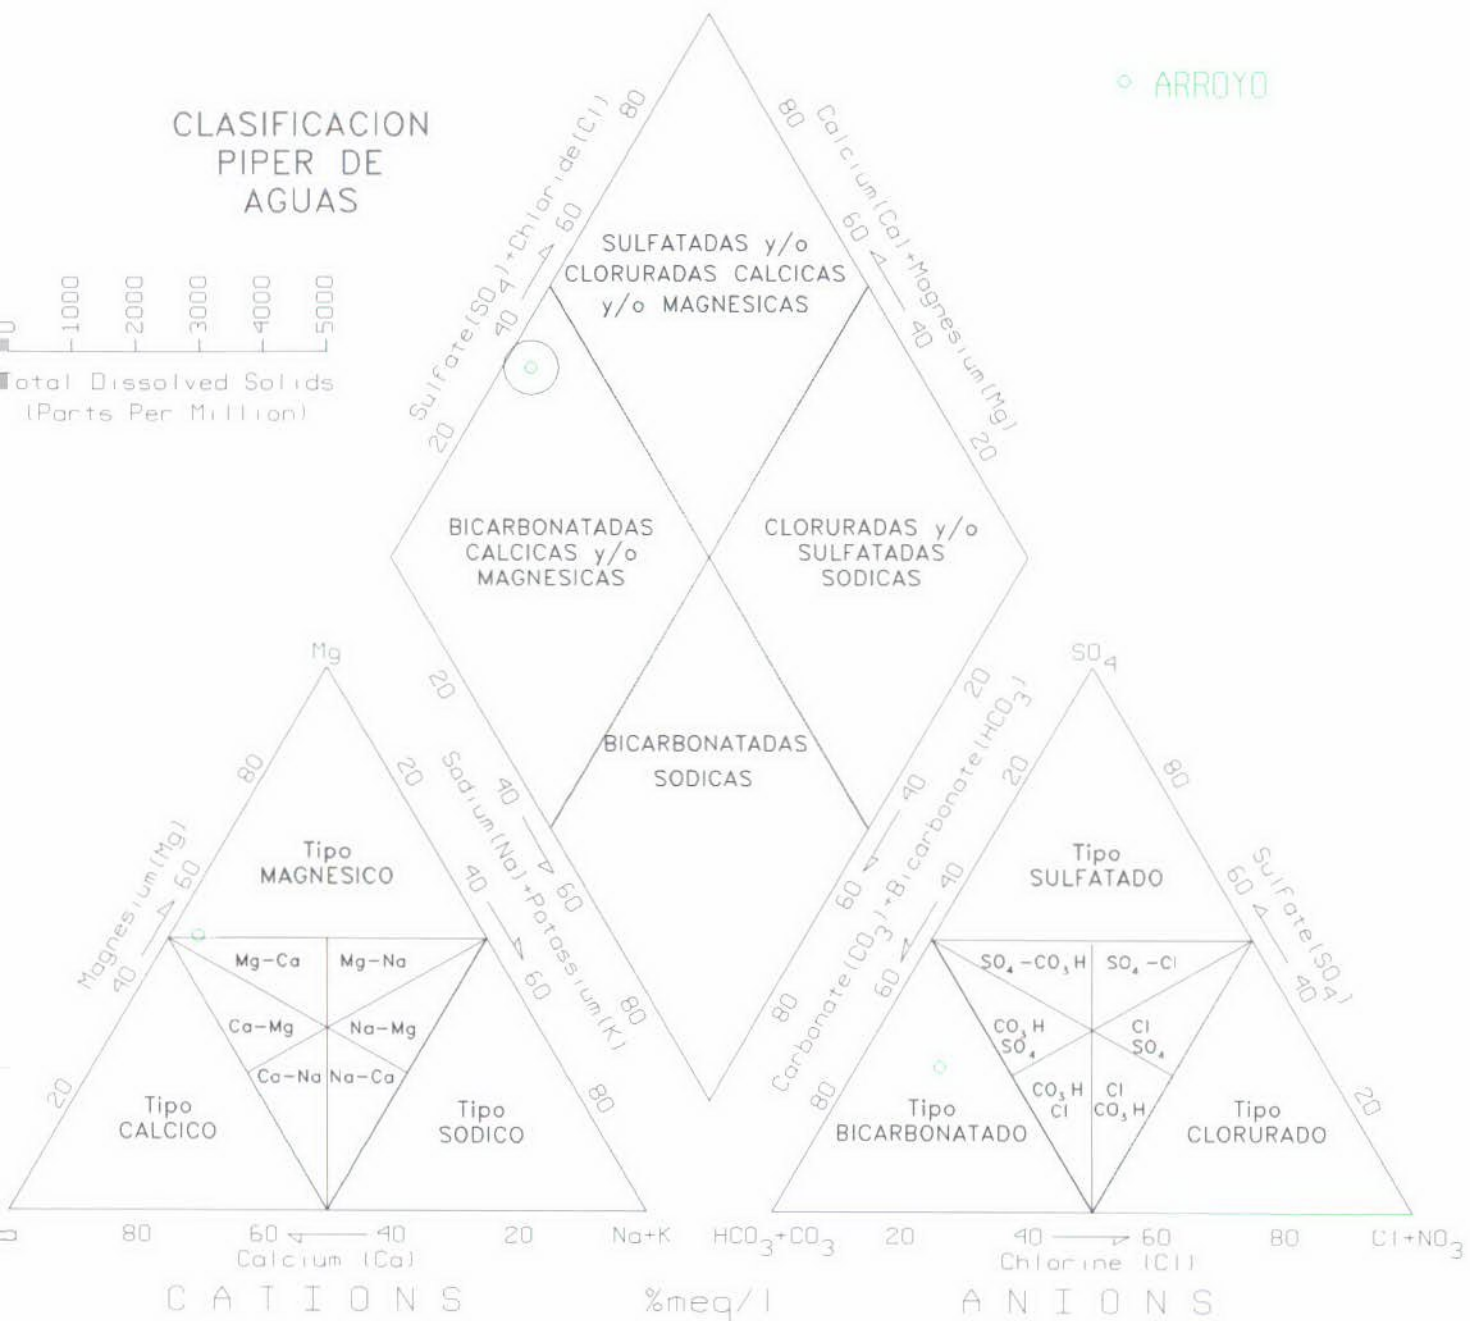 CLASIFICACION
PIPER DE
AGUAS
ARROYO
0 1000 2000 3000 4000 5000
Total Dissolved Solids
(Parts Per Million)
Sulfate(SO4)+Chloride(Cl)
20 40 60 80
Calcium(Ca)+Magnesium(Mg)
80 60 40 20
SULFATADAS y/o
CLORURADAS CALCICAS
y/o MAGNESICAS
BICARBONATADAS
CALCICAS y/o
MAGNESICAS
CLORURADAS y/o
SULFATADAS
SODICAS
BICARBONATADAS
SODICAS
Sodium(Na)+Potassium(K)
20 40 60 80
Carbonate(CO3)+Bicarbonate(HCO3)
20 40 60 80
Mg
Magnesium(Mg)
80 60 40 20
20 40 60 80
Tipo
MAGNESICO
Mg-Ca Mg-Na
Ca-Mg Na-Mg
Ca-Na Na-Ca
Tipo
CALCICO
Tipo
SODICO
80 60 40 20 Na+K
Calcium (Ca)
CATIONS
%meq/l
SO4
20 40 60 80
Sulfate(SO4)
80 60 40 20
Tipo
SULFATADO
SO4-CO3H SO4-Cl
CO3H
SO4
Cl
SO4
CO3H
Cl
Cl
CO3H
Tipo
BICARBONATADO
Tipo
CLORURADO
HCO3+CO3 20 40 60 80 Cl+NO3
Chlorine (Cl)
ANIONS